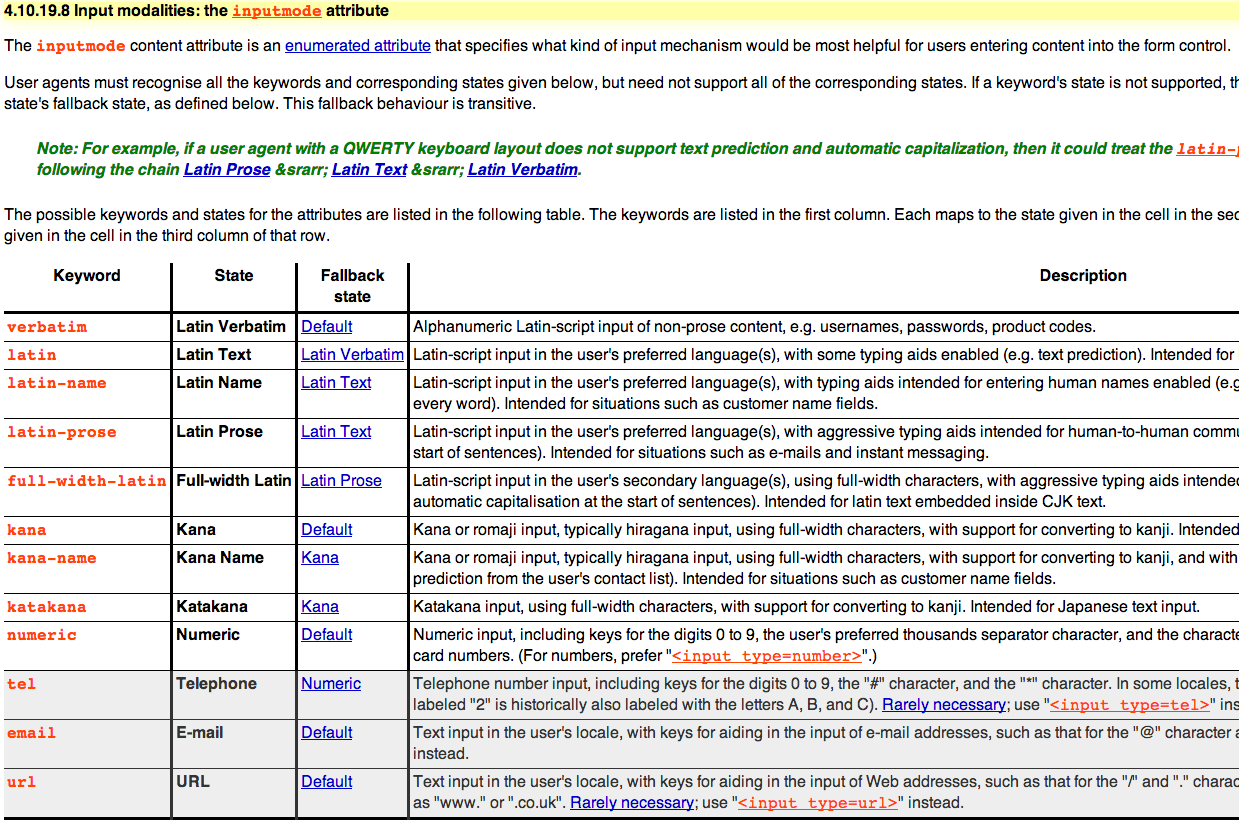 4.10.19.8 Input modalities: the inputmode attribute
The inputmode content attribute is an enumerated attribute that specifies what kind of input mechanism would be most helpful for users entering content into the form control.
User agents must recognise all the keywords and corresponding states given below, but need not support all of the corresponding states. If a keyword's state is not supported, th
state's fallback state, as defined below. This fallback behaviour is transitive.
Note: For example, if a user agent with a QWERTY keyboard layout does not support text prediction and automatic capitalization, then it could treat the latin-p
following the chain Latin Prose &srarr; Latin Text &srarr; Latin Verbatim.
The possible keywords and states for the attributes are listed in the following table. The keywords are listed in the first column. Each maps to the state given in the cell in the sec
given in the cell in the third column of that row.
Keyword State Fallback state Description
verbatim Latin Verbatim Default Alphanumeric Latin-script input of non-prose content, e.g. usernames, passwords, product codes.
latin Latin Text Latin Verbatim Latin-script input in the user's preferred language(s), with some typing aids enabled (e.g. text prediction). Intended for
latin-name Latin Name Latin Text Latin-script input in the user's preferred language(s), with typing aids intended for entering human names enabled (e.g
every word). Intended for situations such as customer name fields.
latin-prose Latin Prose Latin Text Latin-script input in the user's preferred language(s), with aggressive typing aids intended for human-to-human commu
start of sentences). Intended for situations such as e-mails and instant messaging.
full-width-latin Full-width Latin Latin Prose Latin-script input in the user's secondary language(s), using full-width characters, with aggressive typing aids intende
automatic capitalisation at the start of sentences). Intended for latin text embedded inside CJK text.
kana Kana Default Kana or romaji input, typically hiragana input, using full-width characters, with support for converting to kanji. Intended
kana-name Kana Name Kana Kana or romaji input, typically hiragana input, using full-width characters, with support for converting to kanji, and with
prediction from the user's contact list). Intended for situations such as customer name fields.
katakana Katakana Kana Katakana input, using full-width characters, with support for converting to kanji. Intended for Japanese text input.
numeric Numeric Default Numeric input, including keys for the digits 0 to 9, the user's preferred thousands separator character, and the characte
card numbers. (For numbers, prefer "<input type=number>".)
tel Telephone Numeric Telephone number input, including keys for the digits 0 to 9, the "#" character, and the "*" character. In some locales, t
labeled "2" is historically also labeled with the letters A, B, and C). Rarely necessary; use "<input type=tel>" ins
email E-mail Default Text input in the user's locale, with keys for aiding in the input of e-mail addresses, such as that for the "@" character a
instead.
url URL Default Text input in the user's locale, with keys for aiding in the input of Web addresses, such as that for the "/" and "." charac
as "www." or ".co.uk". Rarely necessary; use "<input type=url>" instead.